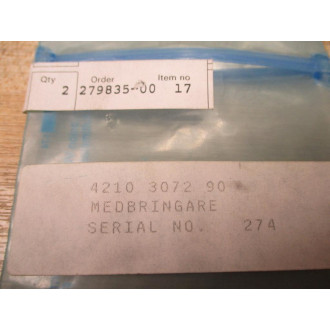 Qty Order Item no
2 279835-00 17
4210 3072 90
MEDBRINGARE
SERIAL NO. 274